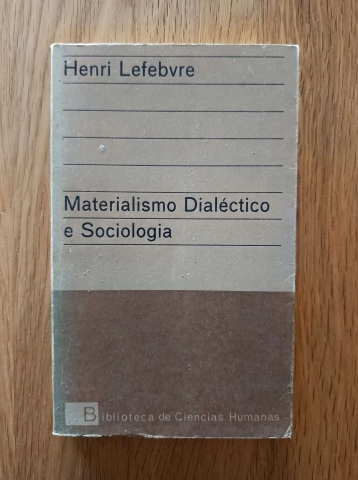 Henri Lefebvre
Materialismo Dialéctico
e Sociologia
Biblioteca de Ciencias Humanas